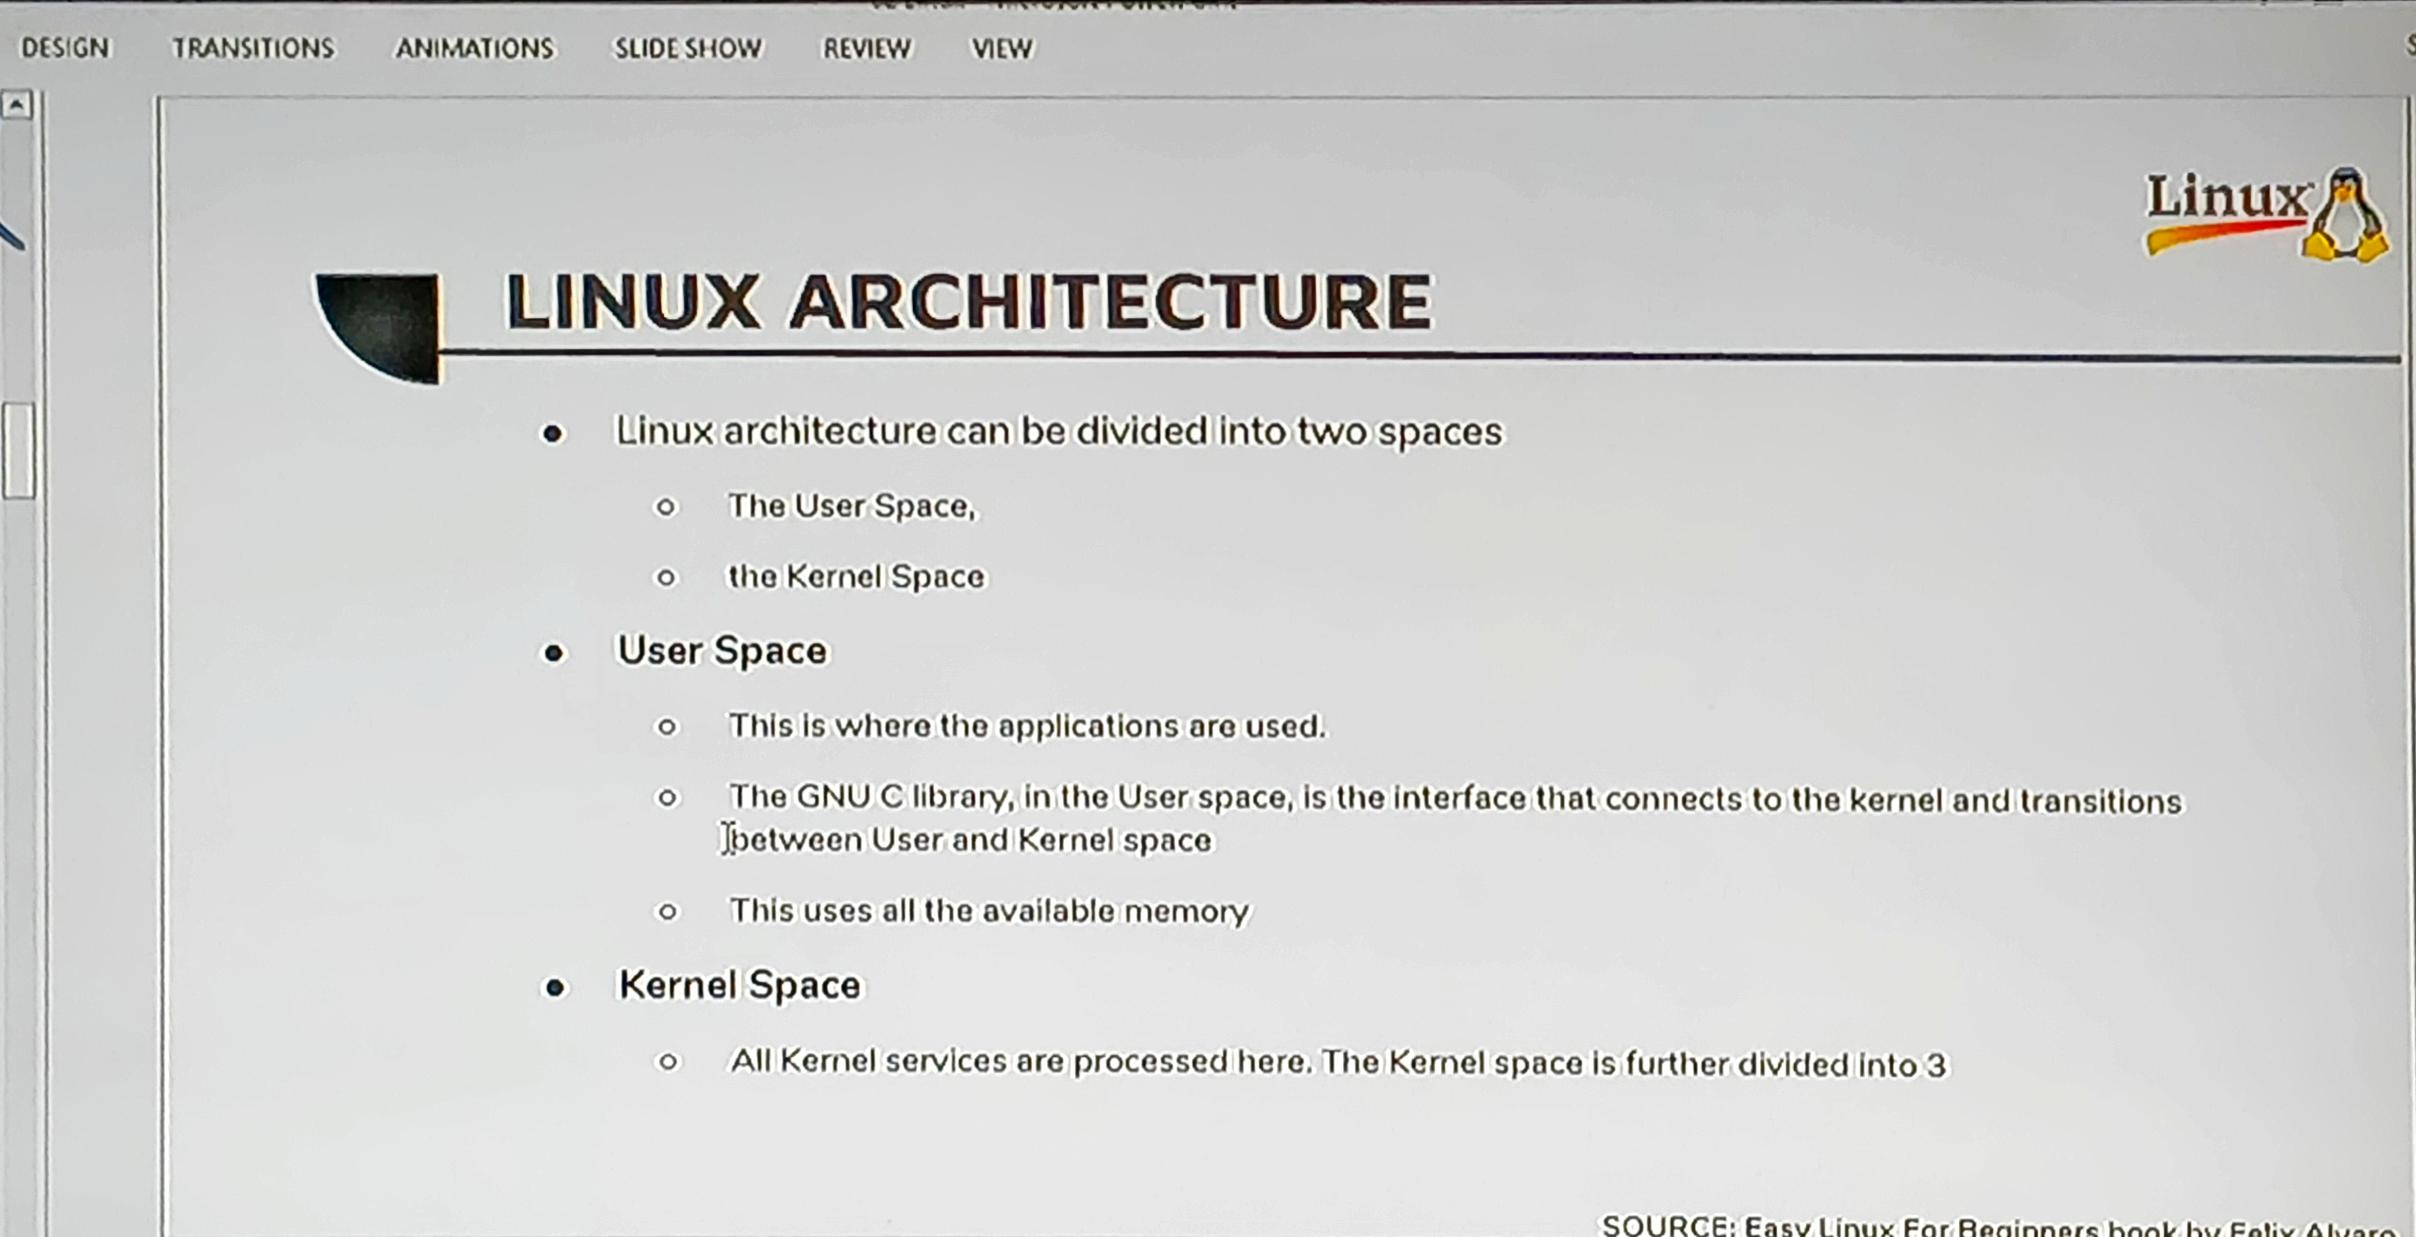 DESIGN TRANSITIONS ANIMATIONS SLIDE SHOW REVIEW VIEW
Linux
LINUX ARCHITECTURE
• Linux architecture can be divided into two spaces
o The User Space,
o the Kernel Space
• User Space
o This is where the applications are used.
o The GNU C library, in the User space, is the interface that connects to the kernel and transitions
between User and Kernel space
o This uses all the available memory
• Kernel Space
o All Kernel services are processed here. The Kernel space is further divided into 3
SOURCE: Easy Linux For Beginners book by Felix Alvaro